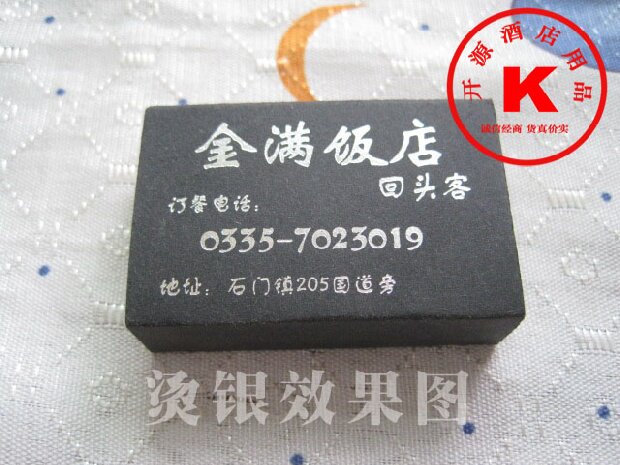 开源酒店用品
K
诚信经商 货真价实
金满饭店
回头客
订餐电话:
0335-7023019
地址: 石门镇205国道旁
烫银效果图